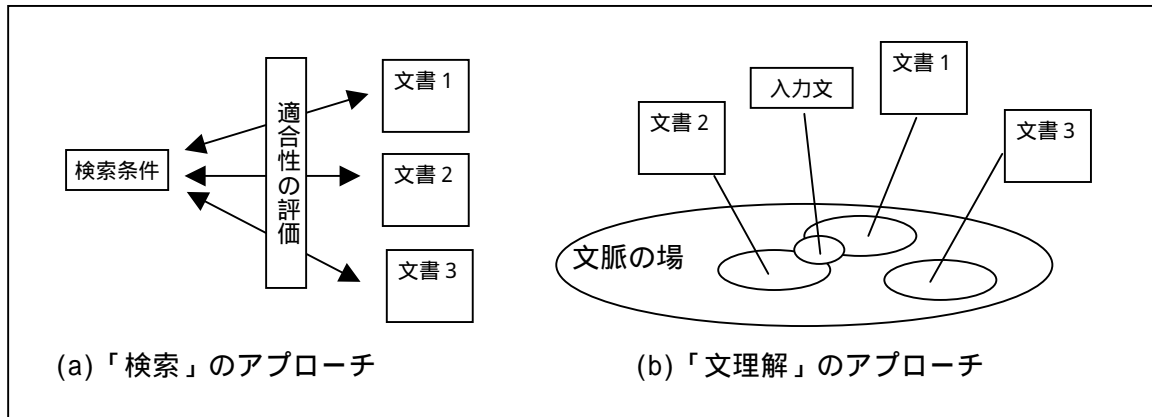 検索条件
適合性の評価
文書1
文書2
文書3
(a)「検索」のアプローチ
文書2
入力文
文書1
文書3
文脈の場
(b)「文理解」のアプローチ